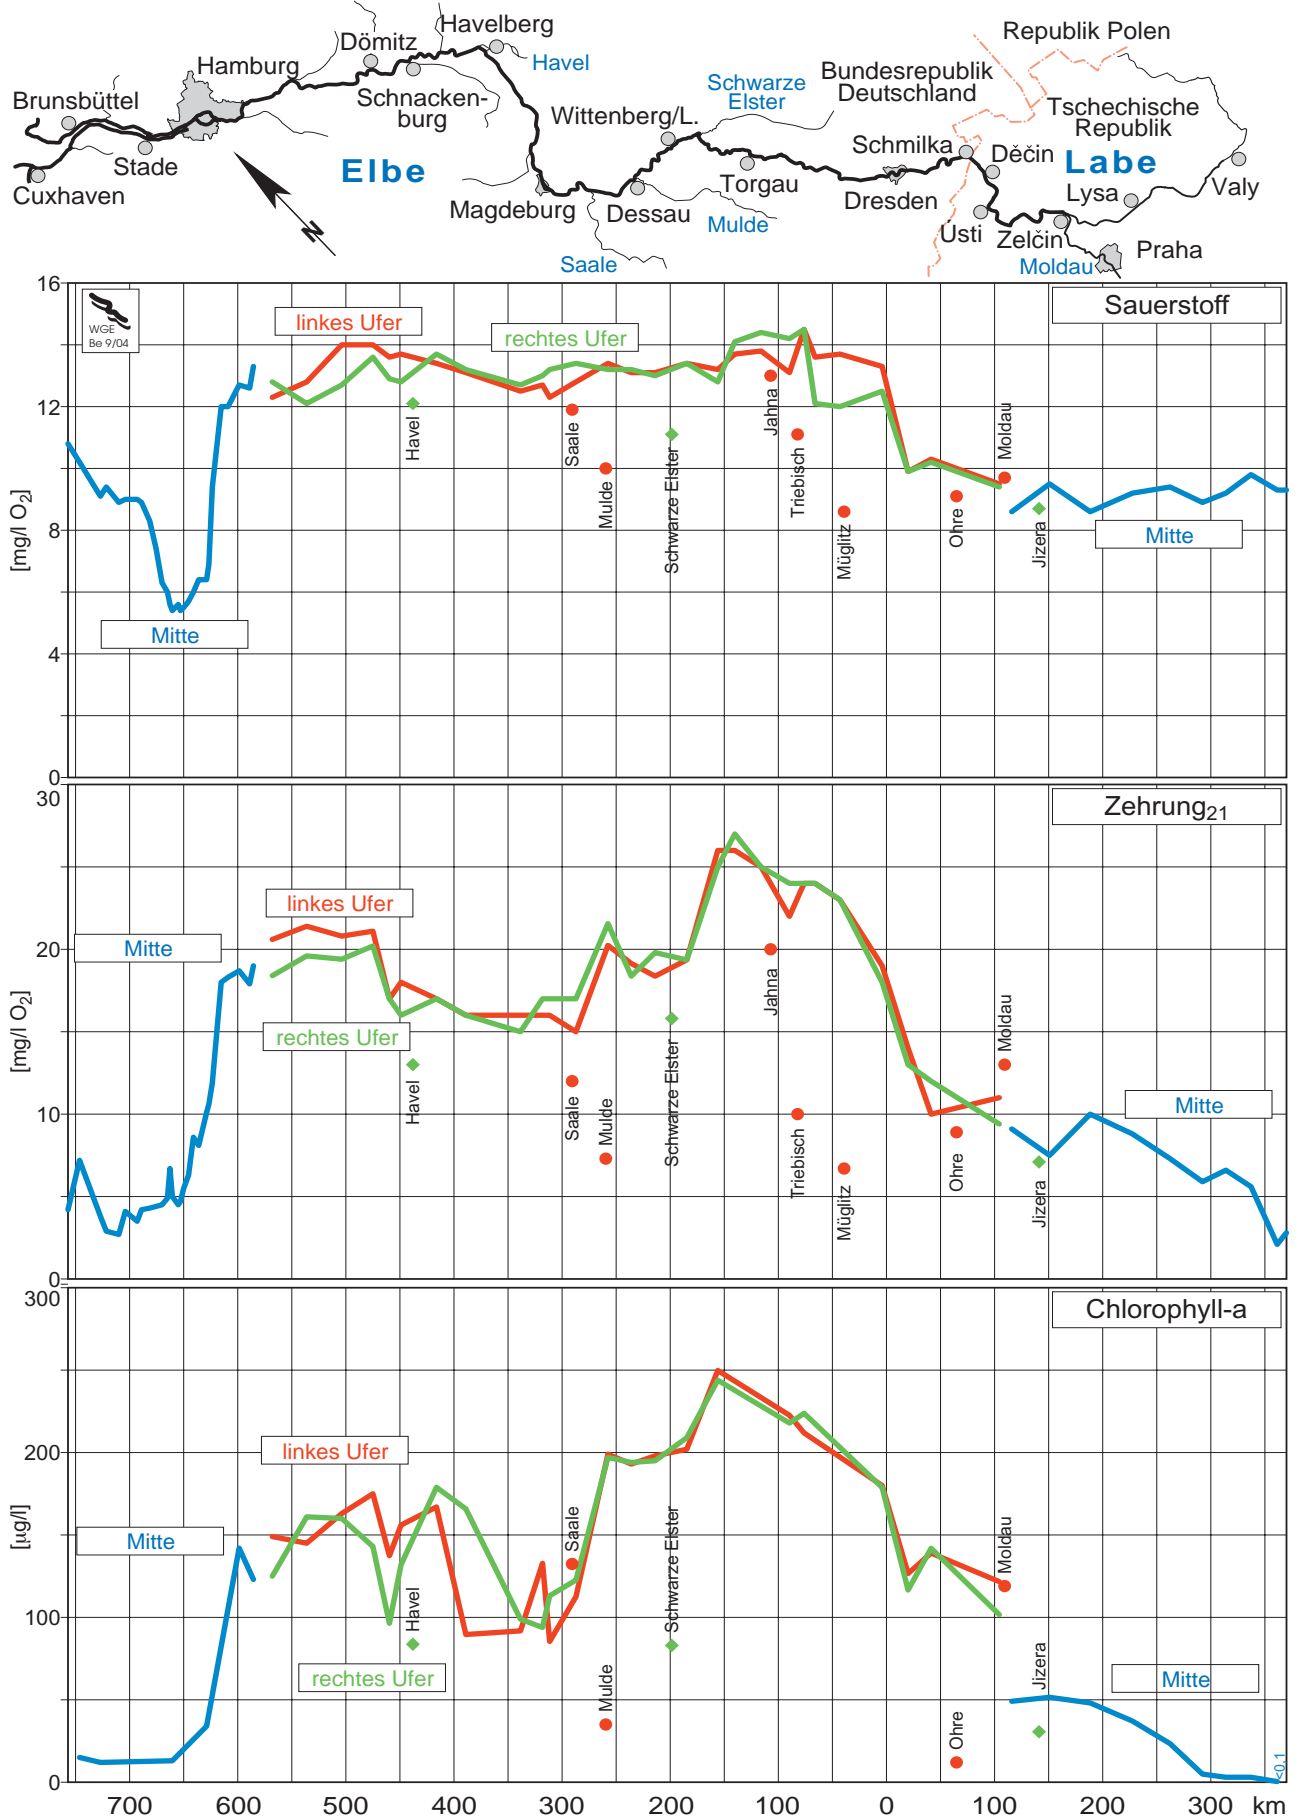 Republik Polen
Havelberg
Dömitz
Havel
Hamburg
Schnacken-
burg
Bundesrepublik
Deutschland
Schwarze
Elster
Tschechische
Republik
Brunsbüttel
Wittenberg/L.
Stade
Elbe
Schmilka
Děčin
Labe
Cuxhaven
Torgau
Dresden
Lysa
Valy
Magdeburg
Dessau
Mulde
Ústi
Zelčin
Praha
N
Saale
Moldau
16
WGE
Be 9/04
linkes Ufer
rechtes Ufer
Sauerstoff
12
Havel
Saale
Mulde
Schwarze Elster
Jahna
Triebisch
Müglitz
Ohre
Moldau
Jizera
[mg/l O2]
8
Mitte
Mitte
4
0
30
Zehrung21
linkes Ufer
Mitte
20
rechtes Ufer
Havel
Saale
Mulde
Schwarze Elster
Jahna
Triebisch
Müglitz
Ohre
Moldau
Jizera
[mg/l O2]
Mitte
10
0
300
Chlorophyll-a
linkes Ufer
200
Mitte
[µg/l]
Saale
Schwarze Elster
Moldau
Havel
100
rechtes Ufer
Mulde
Jizera
Mitte
Ohre
<0,1
0
700 600 500 400 300 200 100 0 100 200 300 km